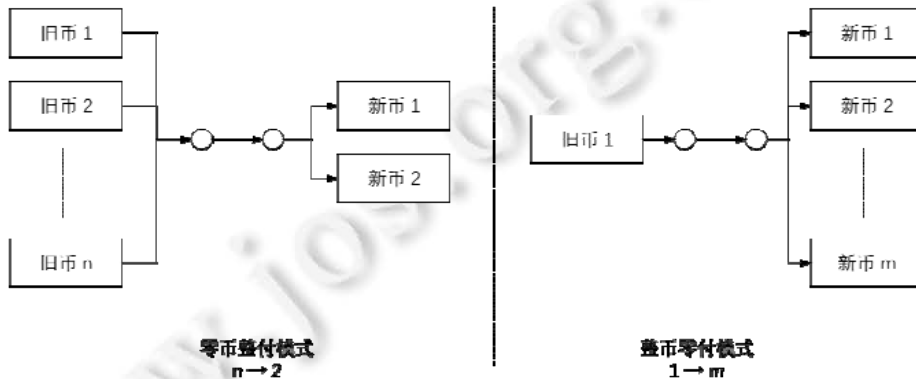 旧币 1
旧币 2
旧币 n
新币 1
新币 2
零币整付模式
n→2
旧币 1
新币 1
新币 2
新币 m
整币零付模式
1→m
www.jos.org.